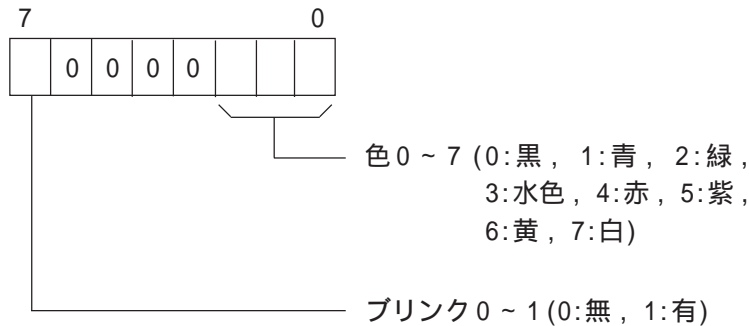 7 0
0 0 0 0
色0 ~ 7 (0:黒, 1:青, 2:緑,
3:水色, 4:赤, 5:紫,
6:黄, 7:白)
ブリンク0 ~ 1 (0:無, 1:有)